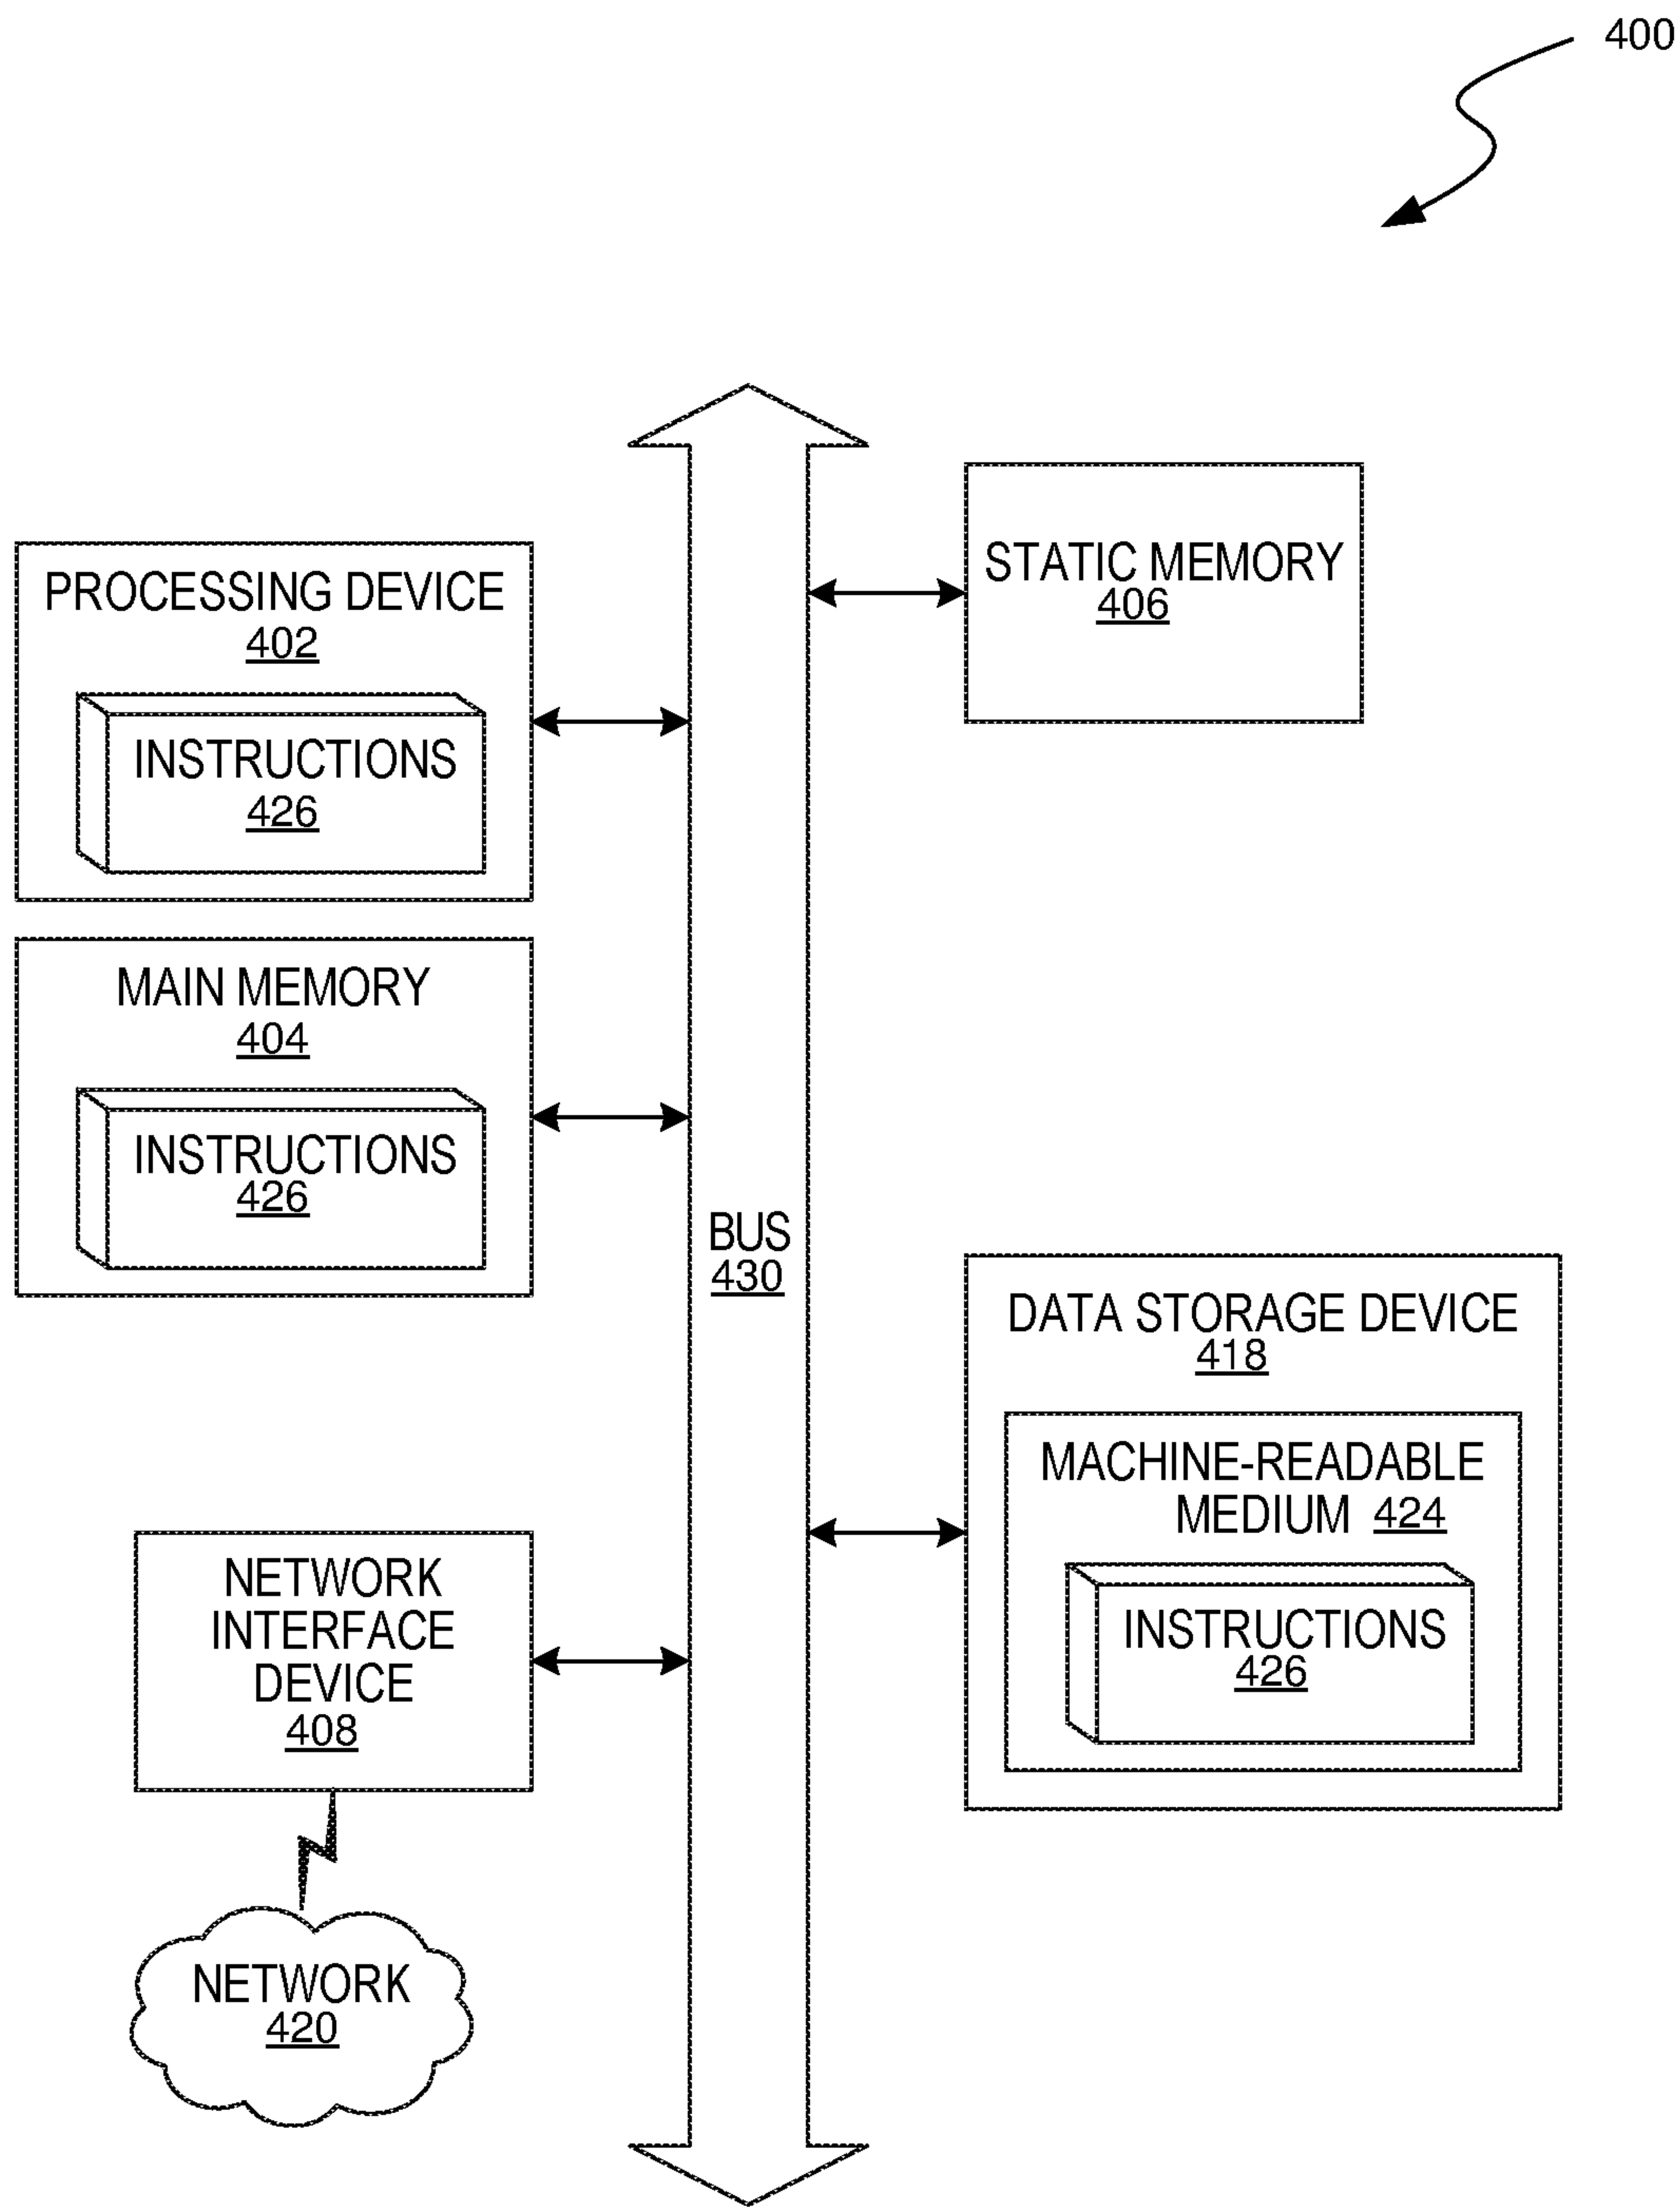 400
PROCESSING DEVICE
402
INSTRUCTIONS
426
STATIC MEMORY
406
MAIN MEMORY
404
INSTRUCTIONS
426
BUS
430
DATA STORAGE DEVICE
418
MACHINE-READABLE
MEDIUM 424
INSTRUCTIONS
426
NETWORK
INTERFACE
DEVICE
408
NETWORK
420